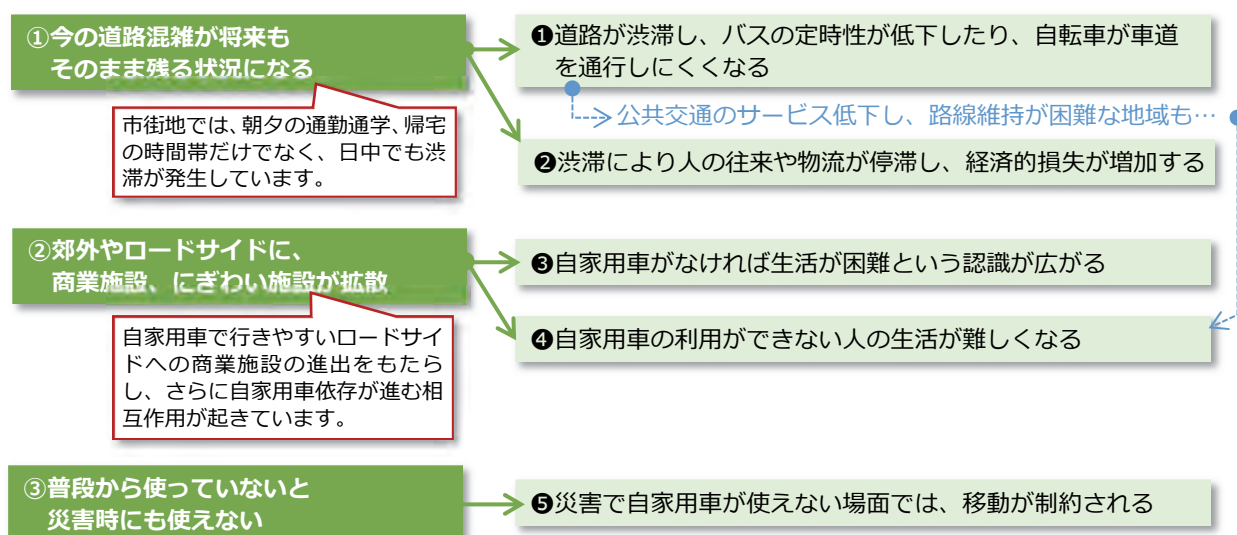 ①今の道路混雑が将来も
そのまま残る状況になる
市街地では、朝夕の通勤通学、帰宅
の時間帯だけでなく、日中でも渋
滞が発生しています。
❶道路が渋滞し、バスの定時性が低下したり、自転車が車道
を通行しにくくなる
公共交通のサービス低下し、路線維持が困難な地域も…
❷渋滞により人の往来や物流が停滞し、経済的損失が増加する
②郊外やロードサイドに、
商業施設、にぎわい施設が拡散
自家用車で行きやすいロードサイ
ドへの商業施設の進出をもたら
し、さらに自家用車依存が進む相
互作用が起きています。
❸自家用車がなければ生活が困難という認識が広がる
❹自家用車の利用ができない人の生活が難しくなる
③普段から使っていないと
災害時にも使えない
❺災害で自家用車が使えない場面では、移動が制約される